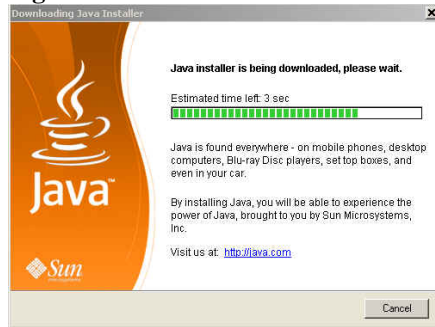 Downloading Java Installer
Java installer is being downloaded, please wait.
Estimated time left: 3 sec
Java is found everywhere - on mobile phones, desktop
computers, Blu-ray Disc players, set top boxes, and
even in your car.
By installing Java, you will be able to experience the
power of Java, brought to you by Sun Microsystems,
Inc.
Visit us at: http://java.com
Java™
Sun
Cancel